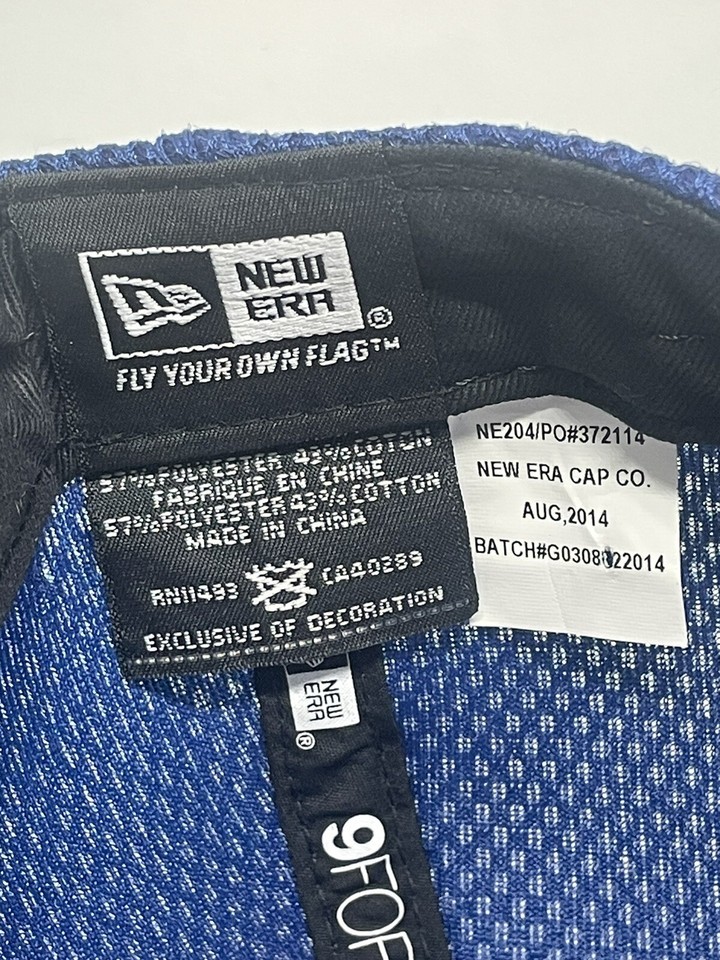 NEW
ERA
®
FLY YOUR OWN FLAG™
57% POLYESTER 43% COTON
FABRIQUE EN CHINE
57% POLYESTER 43% COTTON
MADE IN CHINA
RN11493 CA40289
EXCLUSIVE OF DECORATION
NE204/PO#372114
NEW ERA CAP CO.
AUG,2014
NEW
ERA
®
9FOR